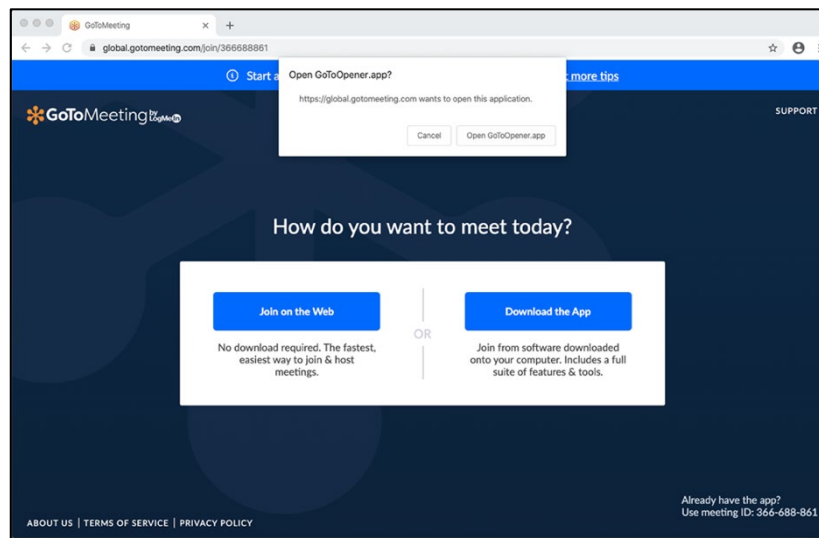 GoToMeeting
global.gotomeeting.com/join/366688861
Start a
Open GoToOpener.app?
more tips
https://global.gotomeeting.com wants to open this application.
Cancel
Open GoToOpener.app
GoToMeeting by LogMeIn
SUPPORT
How do you want to meet today?
Join on the Web
OR
Download the App
No download required. The fastest,
easiest way to join & host
meetings.
Join from software downloaded
onto your computer. Includes a full
suite of features & tools.
Already have the app?
Use meeting ID: 366-688-861
ABOUT US | TERMS OF SERVICE | PRIVACY POLICY